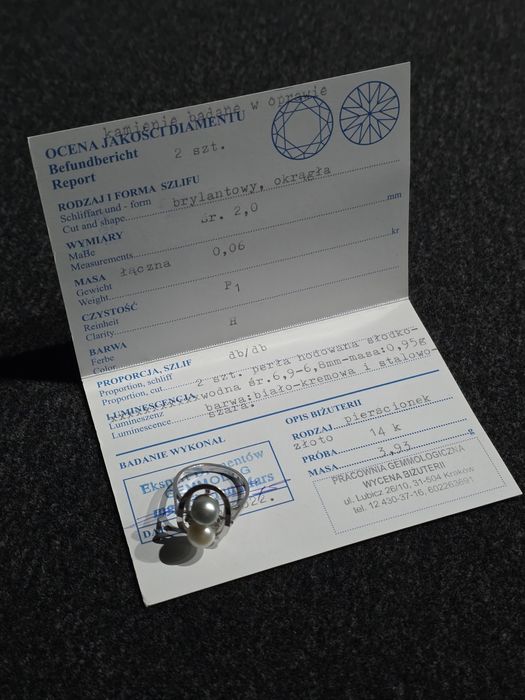 kamienie badane w oprawie
OCENA JAKOŚCI DIAMENTU
Befundbericht 2 szt.
Report
RODZAJ I FORMA SZLIFU
Schliffart und - form brylantowy, okrągła
Cut and shape
WYMIARY śr. 2,0 mm
Maße
Measurements
MASA łączna 0,06 kr
Gewicht
Weight
CZYSTOŚĆ P1
Reinheit
Clarity
BARWA H
Ferbe
Color
PROPORCJA, SZLIF db/db
Proportion, schliff
Proportion, cut
2 szt. perła hodowana słodko-
LUMINESCENCJA wodna śr.6,9-6,6mm-masa:0,95g
Lumineszenz barwa:biało-kremowa i stalowo-
Luminescence szara.
BADANIE WYKONAŁ
OPIS BIŻUTERII
RODZAJ pierścionek
złoto
PRÓBA 14 k
MASA 3,93 g
PRACOWNIA GEMMOLOGICZNA
WYCENA BIŻUTERII
ul. Lubicz 26/10, 31-504 Kraków
tel. 12 430-37-16, 602263691